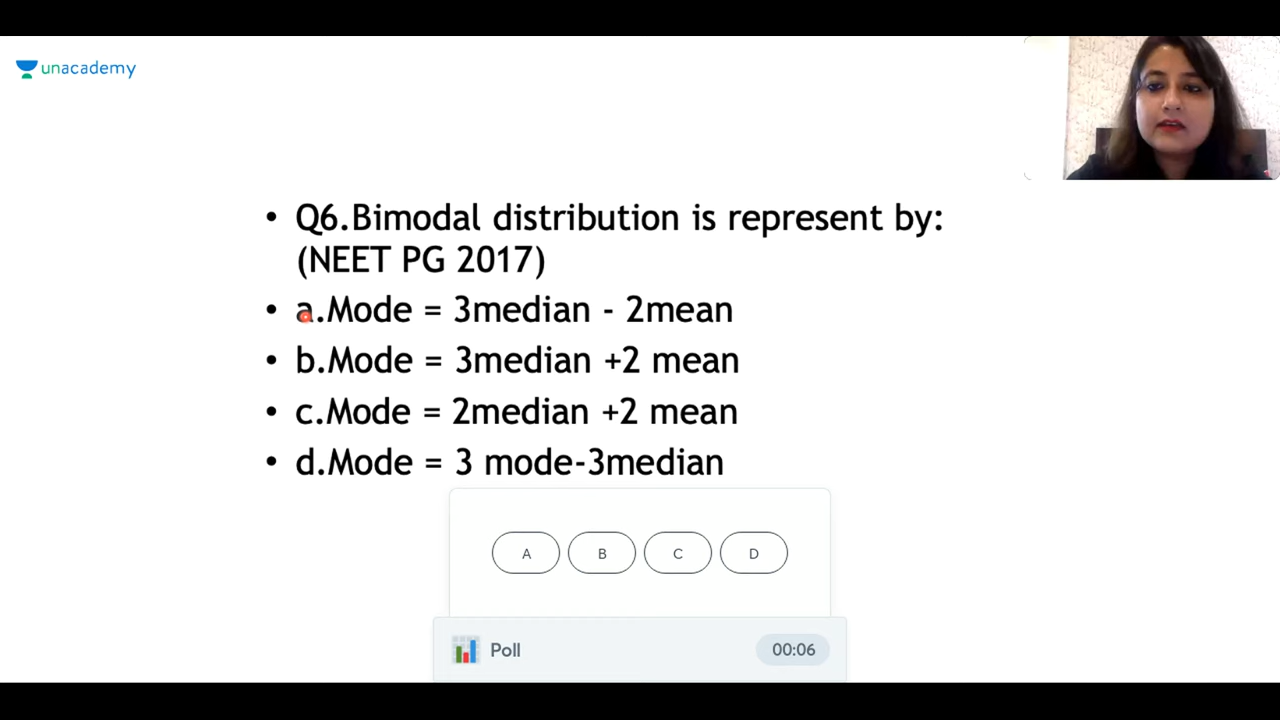 unacademy
• Q6.Bimodal distribution is represent by:
(NEET PG 2017)
• a.Mode = 3median - 2mean
• b.Mode = 3median +2 mean
• c.Mode = 2median +2 mean
• d.Mode = 3 mode-3median
A B C D
Poll 00:06